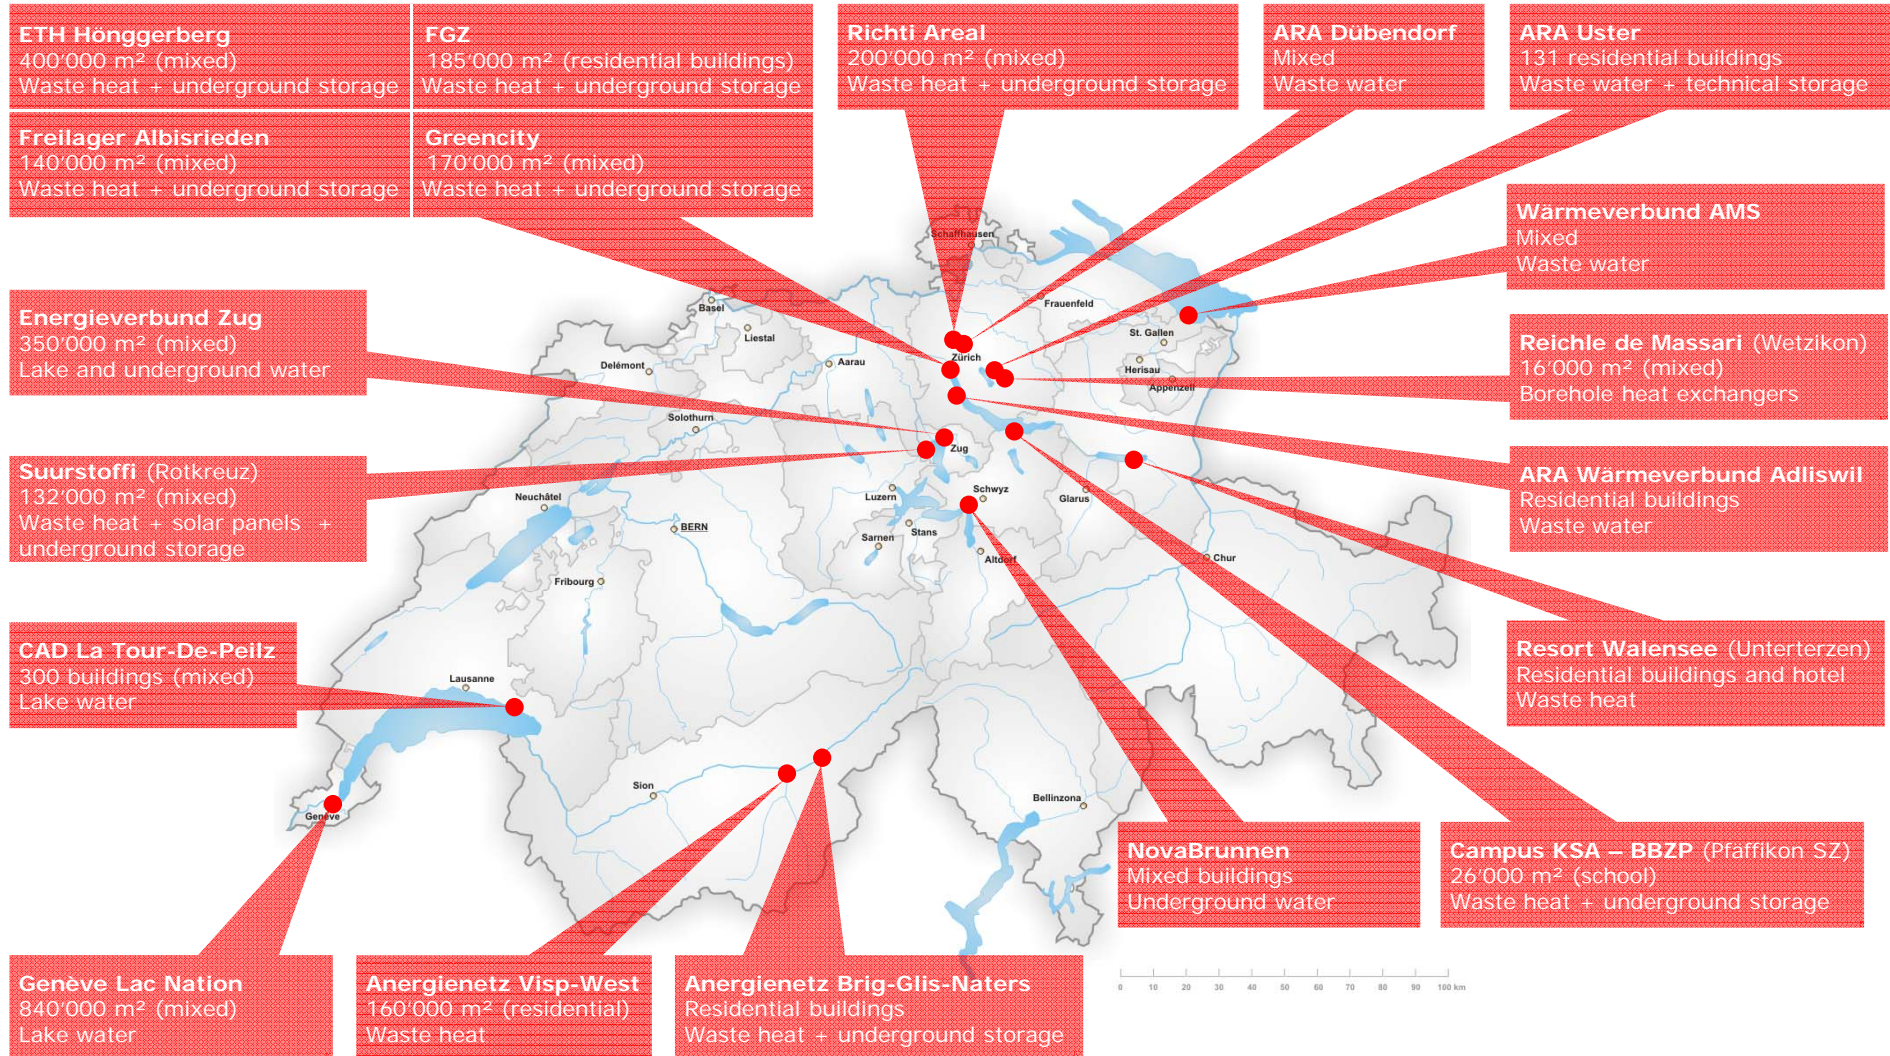 ETH Hönggerberg
400’000 m² (mixed)
Waste heat + underground storage
FGZ
185’000 m² (residential buildings)
Waste heat + underground storage
Richti Areal
200’000 m² (mixed)
Waste heat + underground storage
ARA Dübendorf
Mixed
Waste water
ARA Uster
131 residential buildings
Waste water + technical storage
Freilager Albisrieden
140’000 m² (mixed)
Waste heat + underground storage
Greencity
170’000 m² (mixed)
Waste heat + underground storage
Wärmeverbund AMS
Mixed
Waste water
Energieverbund Zug
350’000 m² (mixed)
Lake and underground water
Reichle de Massari (Wetzikon)
16’000 m² (mixed)
Borehole heat exchangers
Suurstoffi (Rotkreuz)
132’000 m² (mixed)
Waste heat + solar panels +
underground storage
ARA Wärmeverbund Adliswil
Residential buildings
Waste water
CAD La Tour-De-Peilz
300 buildings (mixed)
Lake water
Resort Walensee (Unterterzen)
Residential buildings and hotel
Waste heat
NovaBrunnen
Mixed buildings
Underground water
Campus KSA – BBZP (Pfäffikon SZ)
26’000 m² (school)
Waste heat + underground storage
Genève Lac Nation
840’000 m² (mixed)
Lake water
Anergienetz Visp-West
160’000 m² (residential)
Waste heat
Anergienetz Brig-Glis-Naters
Residential buildings
Waste heat + underground storage
Schaffhausen
Frauenfeld
Basel
Liestal
St. Gallen
Zürich
Delémont
Aarau
Herisau
Appenzell
Solothurn
Zug
Neuchâtel
Luzern
Schwyz
Glarus
BERN
Stans
Sarnen
Altdorf
Chur
Fribourg
Lausanne
Sion
Bellinzona
Genève
0 10 20 30 40 50 60 70 80 90 100 km